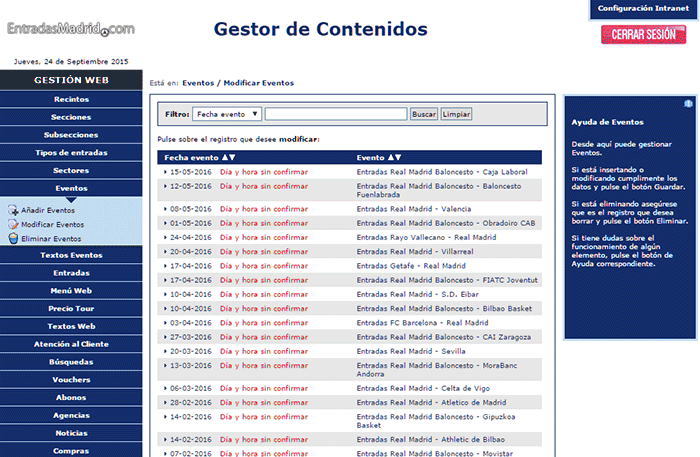 EntradasMadrid.com
Gestor de Contenidos
Configuración Intranet
CERRAR SESIÓN
Jueves, 24 de Septiembre 2015
GESTIÓN WEB
Recintos
Secciones
Subsecciones
Tipos de entradas
Sectores
Eventos
Añadir Eventos
Modificar Eventos
Eliminar Eventos
Textos Eventos
Entradas
Menú Web
Precio Tour
Textos Web
Atención al Cliente
Búsquedas
Vouchers
Abonos
Agencias
Noticias
Compras
Está en: Eventos / Modificar Eventos
Filtro: Fecha evento Buscar Limpiar
Pulse sobre el registro que desee modificar:
Fecha evento Evento
15-05-2016 Día y hora sin confirmar Entradas Real Madrid Baloncesto - Caja Laboral
12-05-2016 Día y hora sin confirmar Entradas Real Madrid Baloncesto - Baloncesto
Fuenlabrada
08-05-2016 Día y hora sin confirmar Entradas Real Madrid - Valencia
01-05-2016 Día y hora sin confirmar Entradas Real Madrid Baloncesto - Obradoiro CAB
24-04-2016 Día y hora sin confirmar Entradas Rayo Vallecano - Real Madrid
20-04-2016 Día y hora sin confirmar Entradas Real Madrid - Villarreal
17-04-2016 Día y hora sin confirmar Entradas Getafe - Real Madrid
17-04-2016 Día y hora sin confirmar Entradas Real Madrid Baloncesto - FIATC Joventut
10-04-2016 Día y hora sin confirmar Entradas Real Madrid - S.D. Eibar
10-04-2016 Día y hora sin confirmar Entradas Real Madrid Baloncesto - Bilbao Basket
03-04-2016 Día y hora sin confirmar Entradas FC Barcelona - Real Madrid
27-03-2016 Día y hora sin confirmar Entradas Real Madrid Baloncesto - CAI Zaragoza
20-03-2016 Día y hora sin confirmar Entradas Real Madrid - Sevilla
13-03-2016 Día y hora sin confirmar Entradas Real Madrid Baloncesto - MoraBanc
Andorra
06-03-2016 Día y hora sin confirmar Entradas Real Madrid - Celta de Vigo
28-02-2016 Día y hora sin confirmar Entradas Real Madrid - Atletico de Madrid
14-02-2016 Día y hora sin confirmar Entradas Real Madrid Baloncesto - Gipuzkoa
Basket
14-02-2016 Día y hora sin confirmar Entradas Real Madrid - Athletic de Bilbao
07-02-2016 Día y hora sin confirmar Entradas Real Madrid Baloncesto - Movistar
Ayuda de Eventos
Desde aquí puede gestionar
Eventos.
Si está insertando o
modificando cumplimente los
datos y pulse el botón Guardar.
Si está eliminando asegúrese
que es el registro que desea
borrar y pulse el botón Eliminar.
Si tiene dudas sobre el
funcionamiento de algún
elemento, pulse el botón de
Ayuda correspondiente.